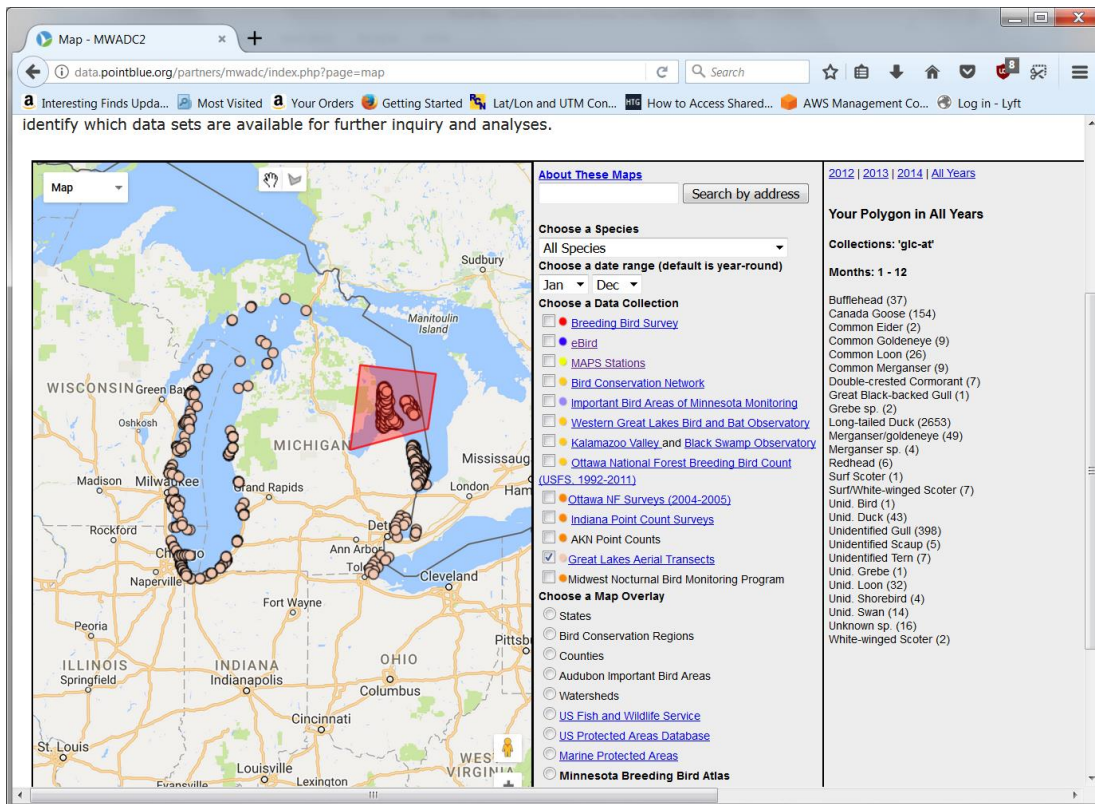 Map - MWADC2
data.pointblue.org/partners/mwadc/index.php?page=map
Search
8
Interesting Finds Upda... Most Visited Your Orders Getting Started Lat/Lon and UTM Con... HTG How to Access Shared... AWS Management Co... Log in - Lyft
identify which data sets are available for further inquiry and analyses.
Map
Sudbury
Manitoulin
Island
WISCONSIN
Green Bay
Oshkosh
MICHIGAN
Mississaug
Madison
Milwaukee
Grand Rapids
London
Ham
Rockford
Detr
Ann Arbor
Chicago
Tol
Naperville
Cleveland
Fort Wayne
Peoria
Pittsb
ILLINOIS
INDIANA
OHIO
Springfield
Indianapolis
Columbus
Cincinnati
St. Louis
WEST
VIRGINIA
Louisville
Evansville
Lexington
About These Maps
Search by address
Choose a Species
All Species
Choose a date range (default is year-round)
Jan Dec
Choose a Data Collection
Breeding Bird Survey
eBird
MAPS Stations
Bird Conservation Network
Important Bird Areas of Minnesota Monitoring
Western Great Lakes Bird and Bat Observatory
Kalamazoo Valley and Black Swamp Observatory
Ottawa National Forest Breeding Bird Count
(USFS, 1992-2011)
Ottawa NF Surveys (2004-2005)
Indiana Point Count Surveys
AKN Point Counts
Great Lakes Aerial Transects
Midwest Nocturnal Bird Monitoring Program
Choose a Map Overlay
States
Bird Conservation Regions
Counties
Audubon Important Bird Areas
Watersheds
US Fish and Wildlife Service
US Protected Areas Database
Marine Protected Areas
Minnesota Breeding Bird Atlas
2012 | 2013 | 2014 | All Years
Your Polygon in All Years
Collections: 'glc-at'
Months: 1 - 12
Bufflehead (37)
Canada Goose (154)
Common Eider (2)
Common Goldeneye (9)
Common Loon (26)
Common Merganser (9)
Double-crested Cormorant (7)
Great Black-backed Gull (1)
Grebe sp. (2)
Long-tailed Duck (2653)
Merganser/goldeneye (49)
Merganser sp. (4)
Redhead (6)
Surf Scoter (1)
Surf/White-winged Scoter (7)
Unid. Bird (1)
Unid. Duck (43)
Unidentified Gull (398)
Unidentified Scaup (5)
Unidentified Tern (7)
Unid. Grebe (1)
Unid. Loon (32)
Unid. Shorebird (4)
Unid. Swan (14)
Unknown sp. (16)
White-winged Scoter (2)